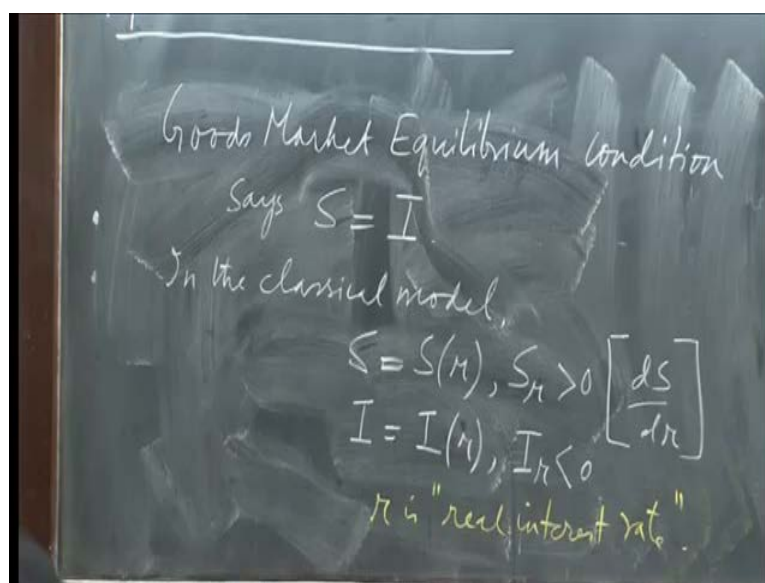 Goods Market Equilibrium condition
Says S = I
In the classical model,
S = S(r), S_r > 0 [dS/dr]
I = I(r), I_r < 0
r is "real interest rate".